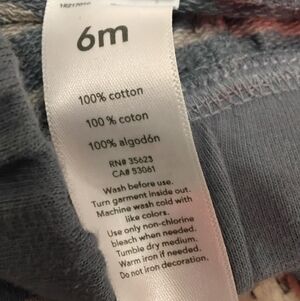 6m
100% cotton
100 % coton
100% algodón
RN# 35623
CA# 53061
Wash before use.
Turn garment inside out.
Machine wash cold with
like colors.
Use only non-chlorine
bleach when needed.
Tumble dry medium.
Warm iron if needed.
Do not iron decoration.